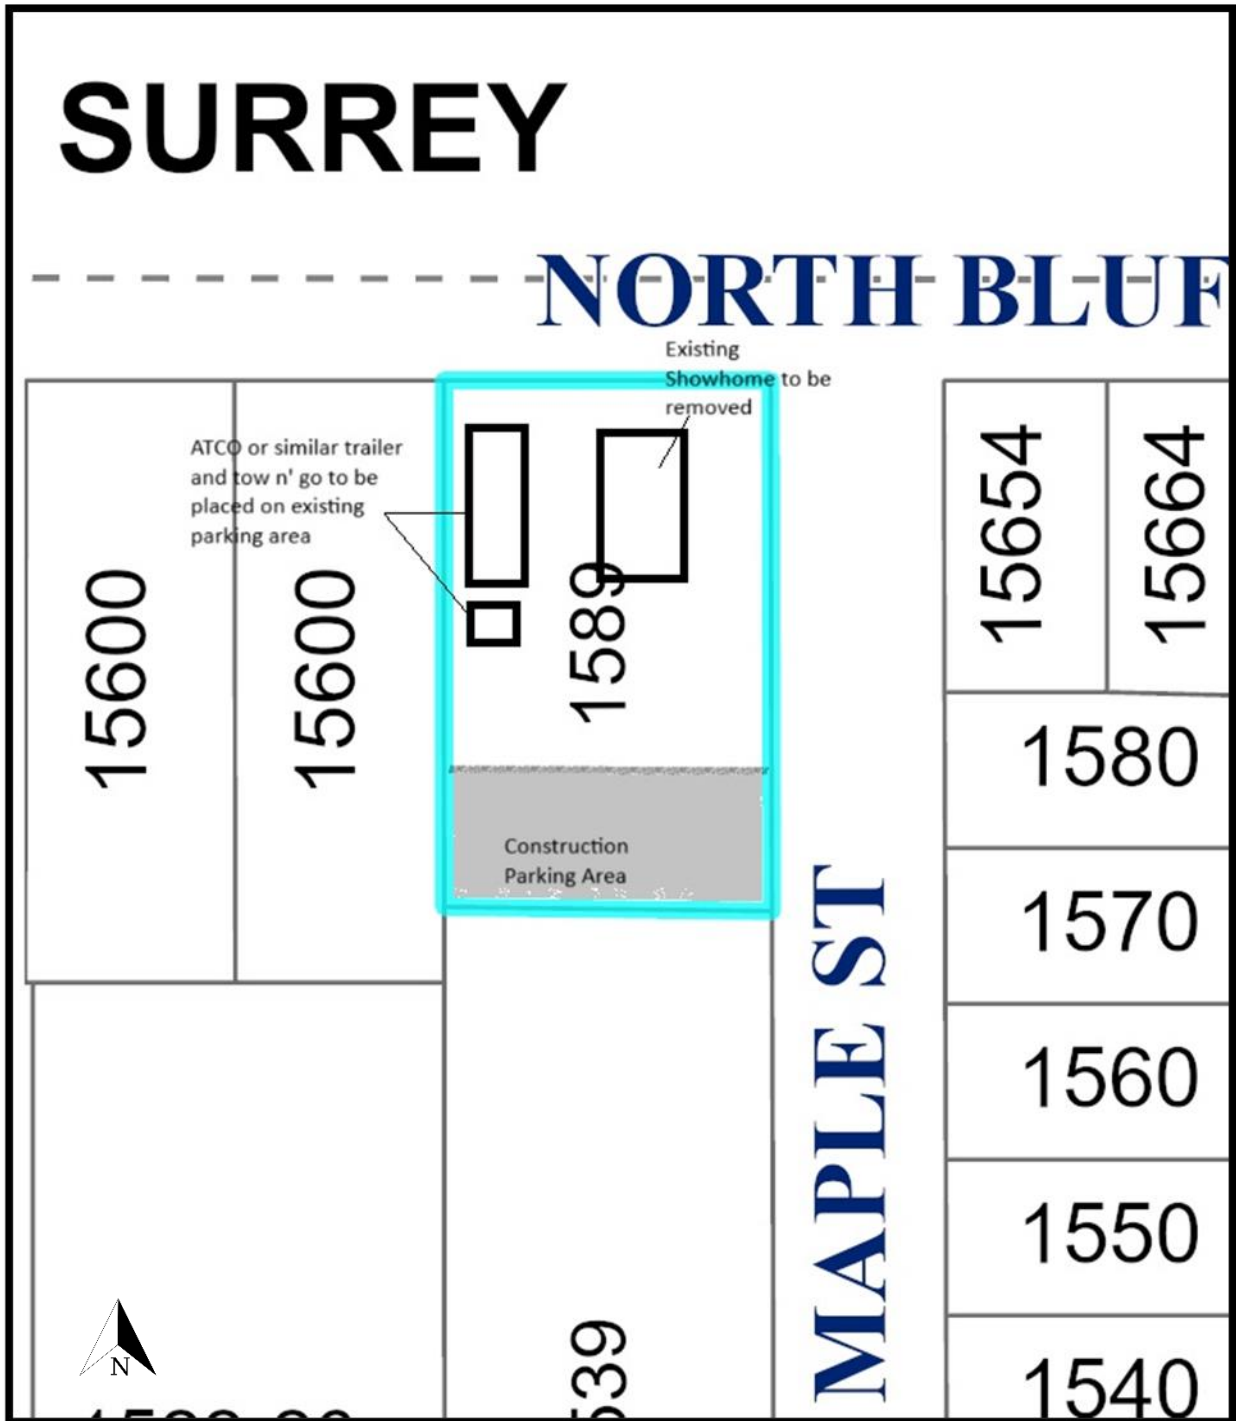 SURREY
NORTH BLUF
Existing
Showhome to be
removed
ATCO or similar trailer
and tow n' go to be
placed on existing
parking area
15600
15600
1589
15654
15664
1580
Construction
Parking Area
1570
MAPLE ST
1560
1550
539
1540
N